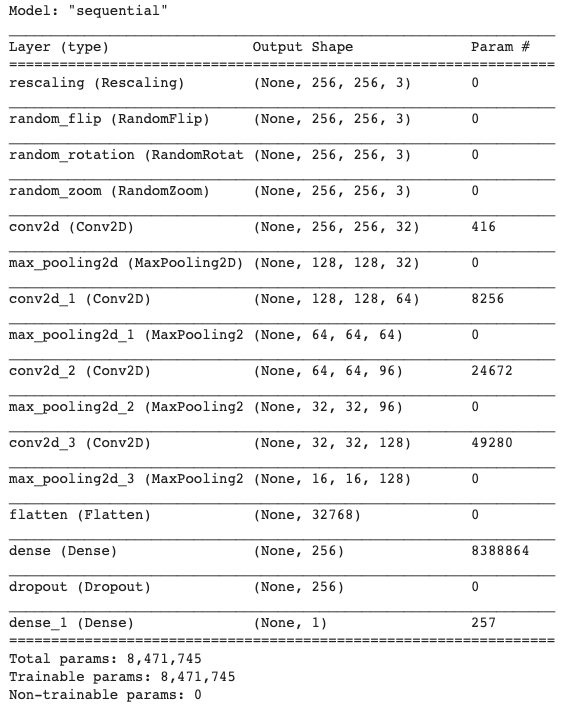 Model: "sequential"
Layer (type) Output Shape Param #
rescaling (Rescaling) (None, 256, 256, 3) 0
random_flip (RandomFlip) (None, 256, 256, 3) 0
random_rotation (RandomRotat (None, 256, 256, 3) 0
random_zoom (RandomZoom) (None, 256, 256, 3) 0
conv2d (Conv2D) (None, 256, 256, 32) 416
max_pooling2d (MaxPooling2D) (None, 128, 128, 32) 0
conv2d_1 (Conv2D) (None, 128, 128, 64) 8256
max_pooling2d_1 (MaxPooling2 (None, 64, 64, 64) 0
conv2d_2 (Conv2D) (None, 64, 64, 96) 24672
max_pooling2d_2 (MaxPooling2 (None, 32, 32, 96) 0
conv2d_3 (Conv2D) (None, 32, 32, 128) 49280
max_pooling2d_3 (MaxPooling2 (None, 16, 16, 128) 0
flatten (Flatten) (None, 32768) 0
dense (Dense) (None, 256) 8388864
dropout (Dropout) (None, 256) 0
dense_1 (Dense) (None, 1) 257
Total params: 8,471,745
Trainable params: 8,471,745
Non-trainable params: 0